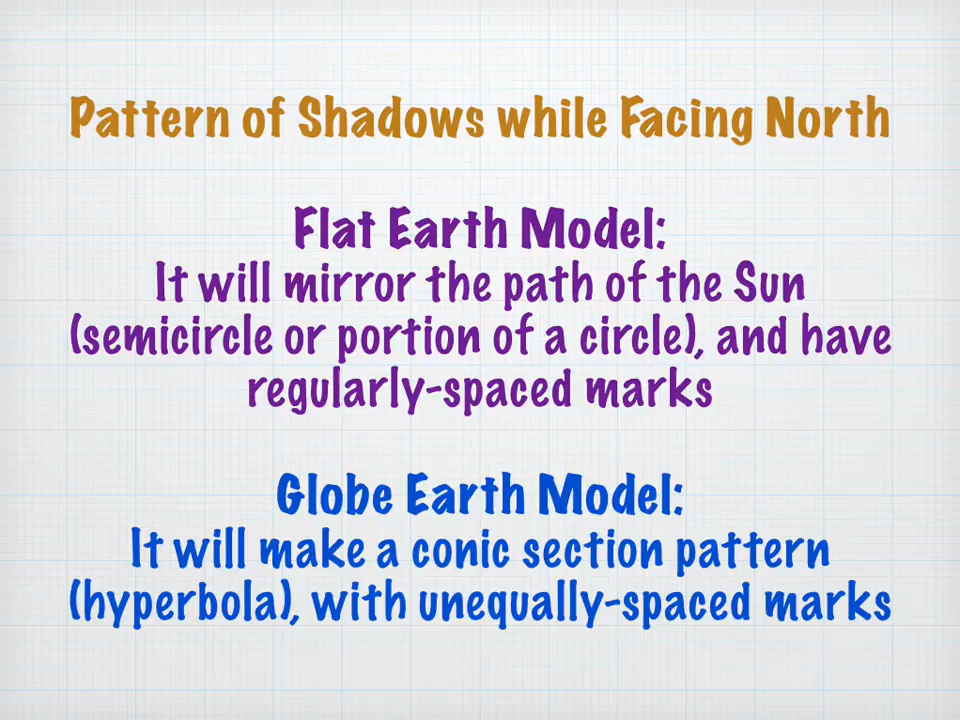 Pattern of Shadows while Facing North
Flat Earth Model:
It will mirror the path of the Sun
(semicircle or portion of a circle), and have
regularly-spaced marks
Globe Earth Model:
It will make a conic section pattern
(hyperbola), with unequally-spaced marks